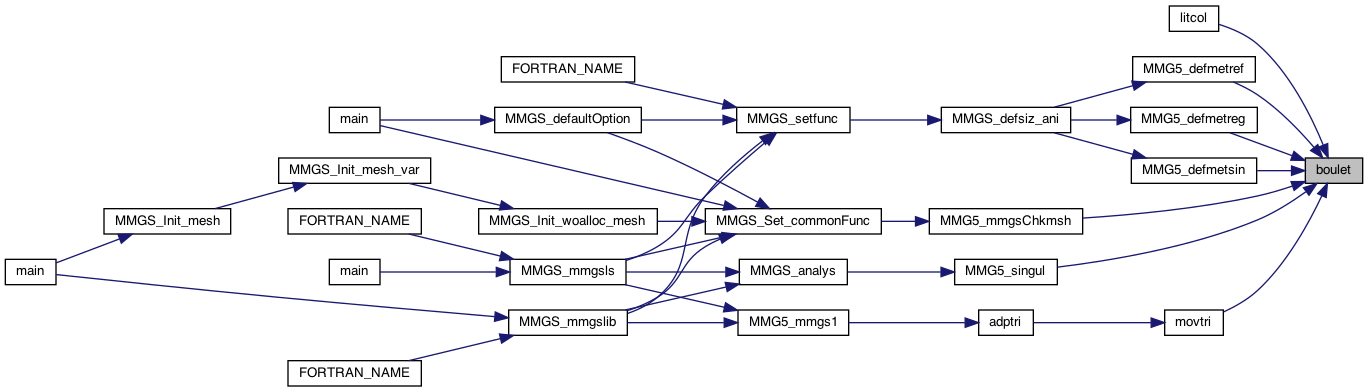 litcol
FORTRAN_NAME
MMG5_defmetref
main
MMGS_defaultOption
MMGS_setfunc
MMGS_defsiz_ani
MMG5_defmetreg
MMGS_Init_mesh_var
MMG5_defmetsin
boulet
MMGS_Init_mesh
FORTRAN_NAME
MMGS_Init_woalloc_mesh
MMGS_Set_commonFunc
MMG5_mmgsChkmsh
main
main
MMGS_mmgsls
MMGS_analys
MMG5_singul
MMGS_mmgslib
MMG5_mmgs1
adptri
movtri
FORTRAN_NAME